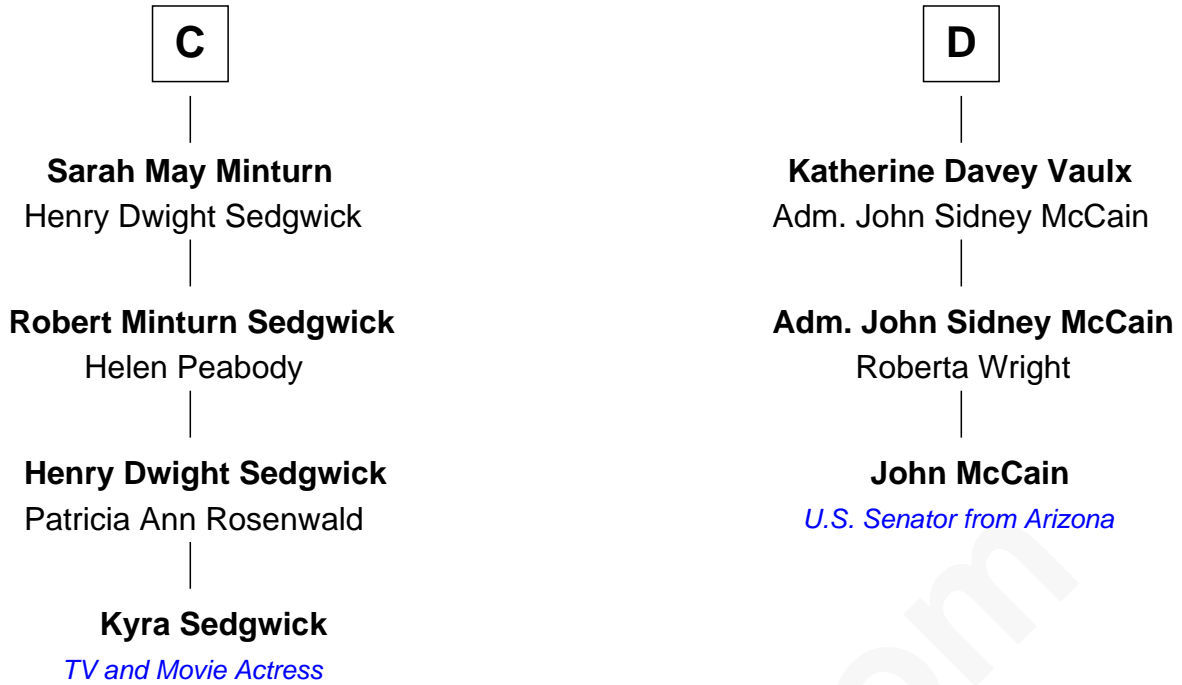 C
Sarah May Minturn
Henry Dwight Sedgwick
Robert Minturn Sedgwick
Helen Peabody
Henry Dwight Sedgwick
Patricia Ann Rosenwald
Kyra Sedgwick
TV and Movie Actress
D
Katherine Davey Vaulx
Adm. John Sidney McCain
Adm. John Sidney McCain
Roberta Wright
John McCain
U.S. Senator from Arizona
om